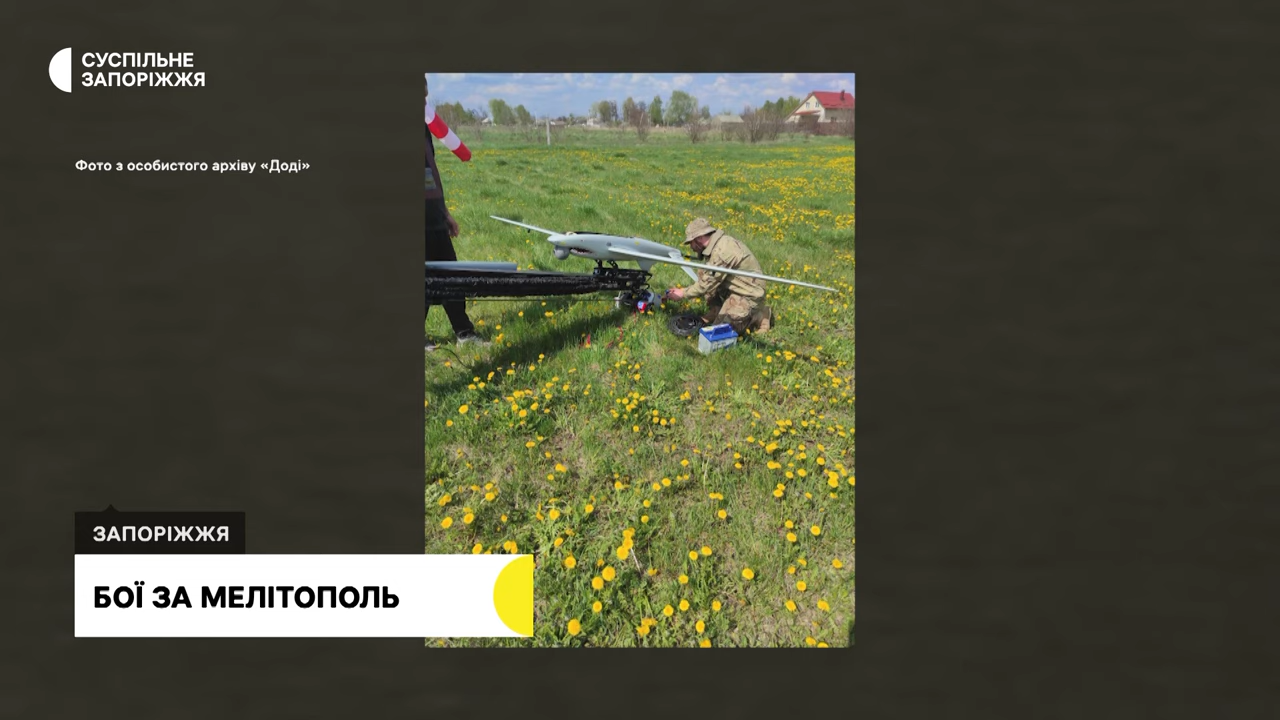 СУСПІЛЬНЕ
ЗАПОРІЖЖЯ
Фото з особистого архіву «Доді»
ЗАПОРІЖЖЯ
БОЇ ЗА МЕЛІТОПОЛЬ